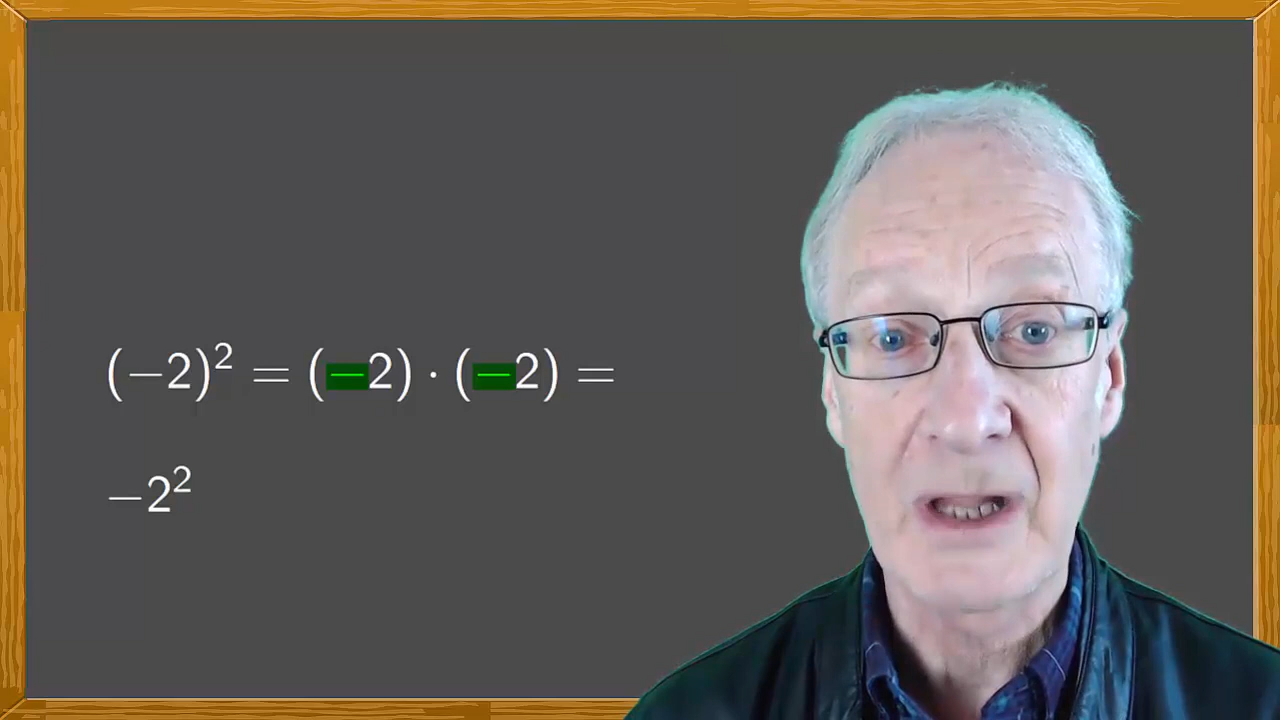 (−2)² = (−2) · (−2) =
−2²